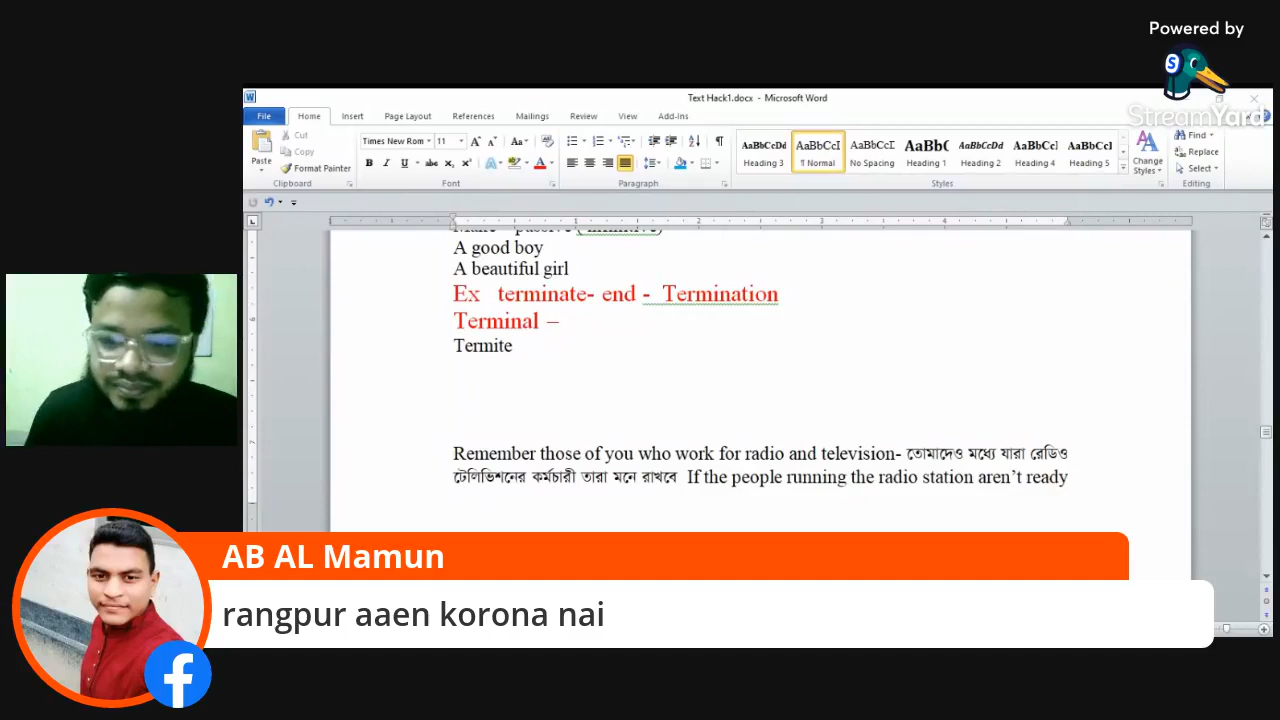 Powered by
StreamYard
Text Hack1.docx - Microsoft Word
File Home Insert Page Layout References Mailings Review View Add-Ins
Paste
Cut
Copy
Format Painter
Clipboard
Times New Rom 11
Font
Paragraph
AaBbCcDd AaBbCcI AaBbCcI AaBb( AaBbCcDd AaBbCcI AaBbCcI
Heading 3 ¶ Normal No Spacing Heading 1 Heading 2 Heading 4 Heading 5
Change Styles
Styles
Find
Replace
Select
Editing
A good boy
A beautiful girl
Ex terminate- end - Termination
Terminal –
Termite
Remember those of you who work for radio and television- তোমাদেও মধ্যে যারা রেডিও
টেলিভিশনের কর্মচারী তারা মনে রাখবে If the people running the radio station aren't ready
AB AL Mamun
rangpur aaen korona nai